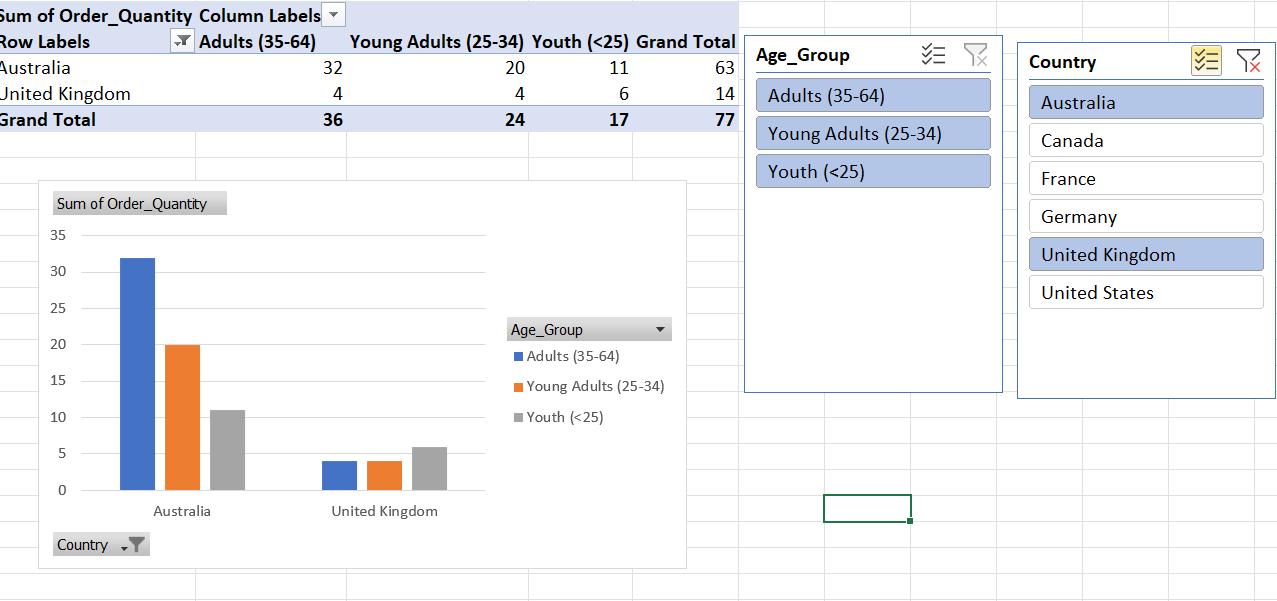 Sum of Order_Quantity Column Labels
Row Labels Adults (35-64) Young Adults (25-34) Youth (<25) Grand Total
Australia 32 20 11 63
United Kingdom 4 4 6 14
Grand Total 36 24 17 77
Age_Group
Adults (35-64)
Young Adults (25-34)
Youth (<25)
Country
Australia
Canada
France
Germany
United Kingdom
United States
Sum of Order_Quantity
35
30
25
20
15
10
5
0
Australia United Kingdom
Age_Group
Adults (35-64)
Young Adults (25-34)
Youth (<25)
Country